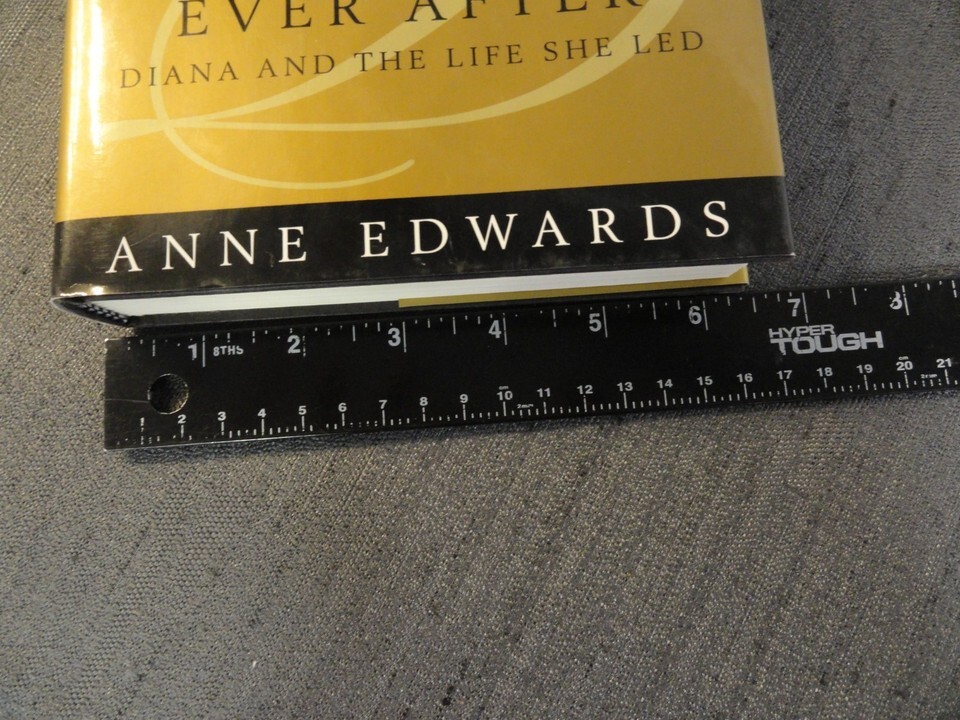 EVER AFTER
DIANA AND THE LIFE SHE LED
ANNE EDWARDS
1 8THS 2 3 4 5 6 7 8
HYPER
TOUGH
cm cm
1 2 3 4 5 6 7 8 9 10 11 12 13 14 15 16 17 18 19 20 21